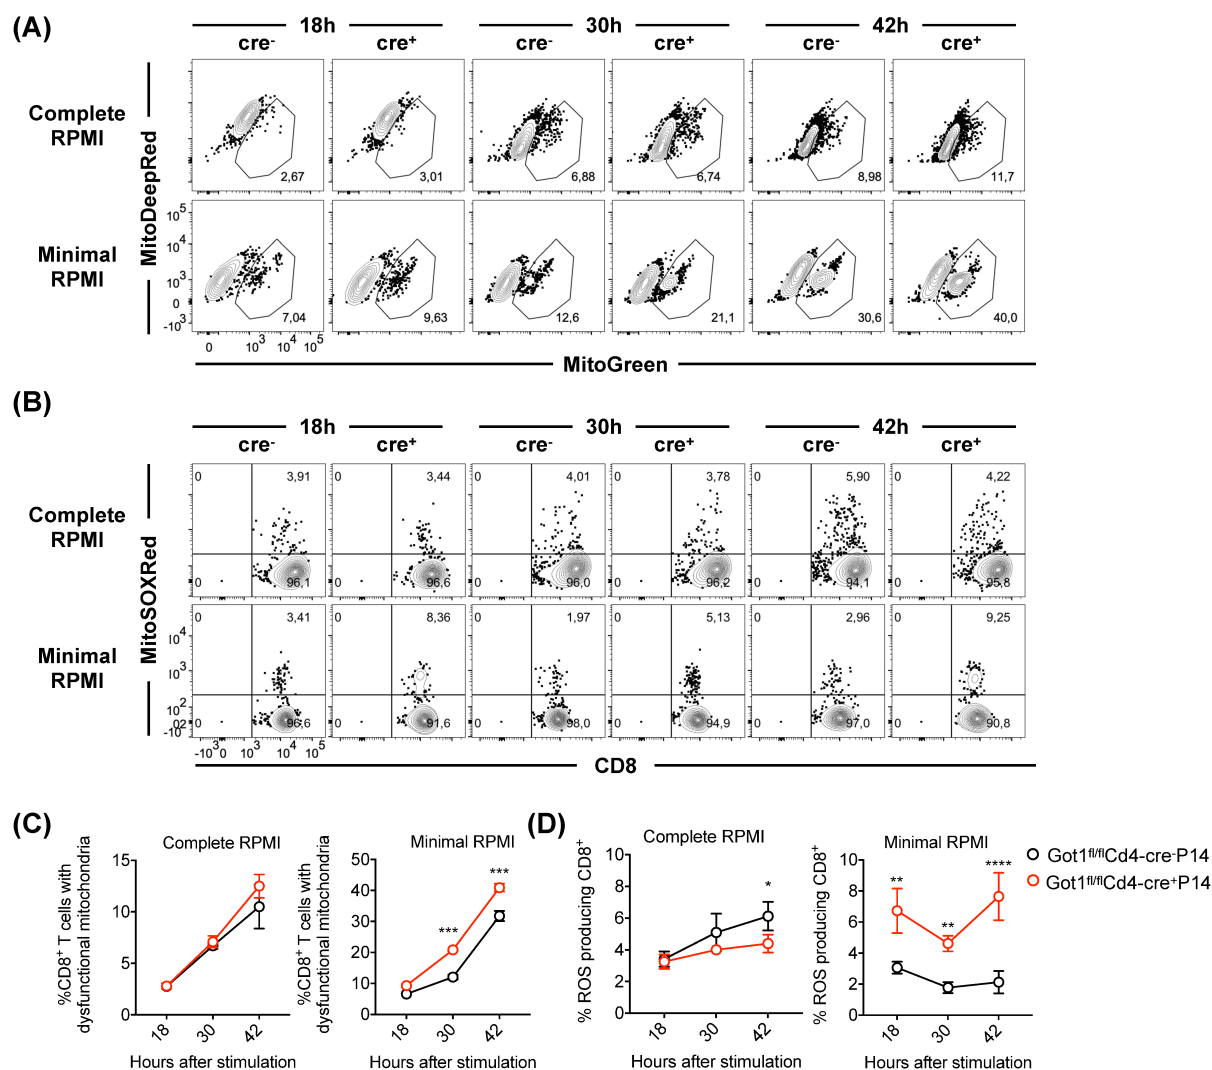 (A)
18h 30h 42h
cre- cre+ cre- cre+ cre- cre+
Complete
RPMI
MitoDeepRed
2,67 3,01 6,88 6,74 8,98 11,7
Minimal
RPMI
10^5
10^4
10^3
0
-10^3
7,04 9,63 12,6 21,1 30,6 40,0
0 10^3 10^4 10^5
MitoGreen
(B)
18h 30h 42h
cre- cre+ cre- cre+ cre- cre+
Complete
RPMI
MitoSOXRed
0 3,91 0 3,44 0 4,01 0 3,78 0 5,90 0 4,22
0 96,1 0 96,6 0 96,0 0 96,2 0 94,1 0 95,8
Minimal
RPMI
0 3,41 0 8,36 0 1,97 0 5,13 0 2,96 0 9,25
10^4
10^3
10^2
0 96,6 0 91,6 0 98,0 0 94,9 0 97,0 0 90,8
-10^3 0 10^3 10^4 10^5
CD8
(C)
Complete RPMI
%CD8+ T cells with
dysfunctional mitochondria
15
10
5
0
18 30 42
Hours after stimulation
Minimal RPMI
%CD8+ T cells with
dysfunctional mitochondria
50
40
30
20
10
0
*** ***
18 30 42
Hours after stimulation
(D)
Complete RPMI
% ROS producing CD8+
10
8
6
4
2
0
*
18 30 42
Hours after stimulation
Minimal RPMI
% ROS producing CD8+
10
8
6
4
2
0
** ** ****
18 30 42
Hours after stimulation
Got1fl/flCd4-cre-P14
Got1fl/flCd4-cre+P14